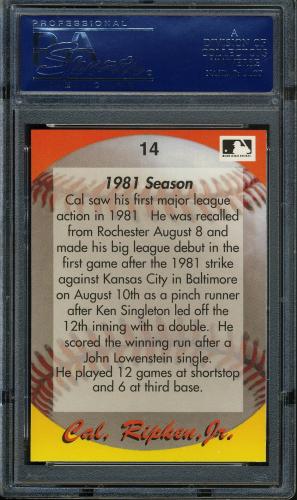 PROFESSIONAL
A
DIVISION OF
COLLECTORS
UNIVERSE
14
1981 Season
Cal saw his first major league
action in 1981 He was recalled
from Rochester August 8 and
made his big league debut in the
first game after the 1981 strike
against Kansas City in Baltimore
on August 10th as a pinch runner
after Ken Singleton led off the
12th inning with a double. He
scored the winning run after a
John Lowenstein single.
He played 12 games at shortstop
and 6 at third base.
Cal, Ripken, Jr.